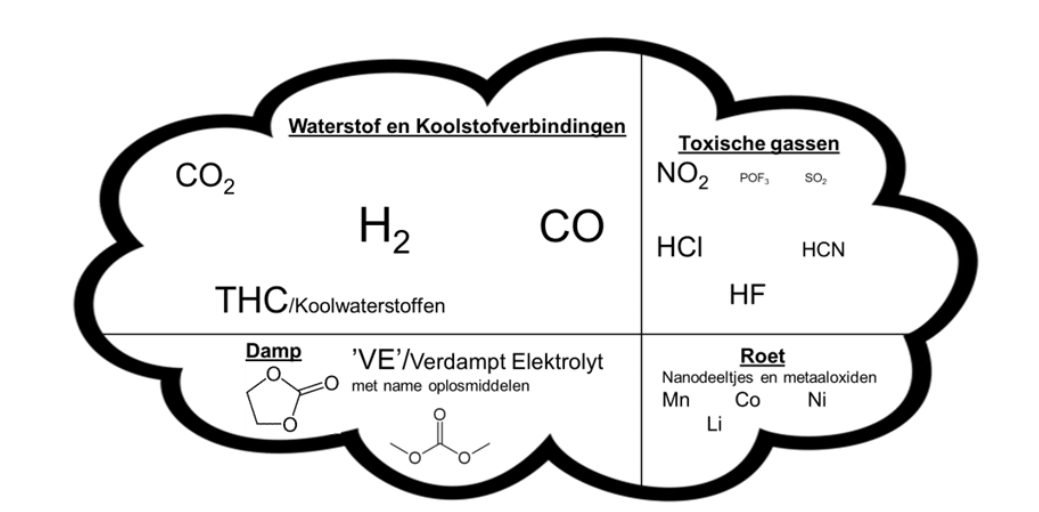 Waterstof en Koolstofverbindingen
CO₂
H₂
CO
THC/Koolwaterstoffen
Toxische gassen
NO₂ POF₃ SO₂
HCl HCN
HF
Damp
'VE'/Verdampt Elektrolyt
met name oplosmiddelen
O
O
O
O
O
O
Roet
Nanodeeltjes en metaaloxiden
Mn Co Ni
Li